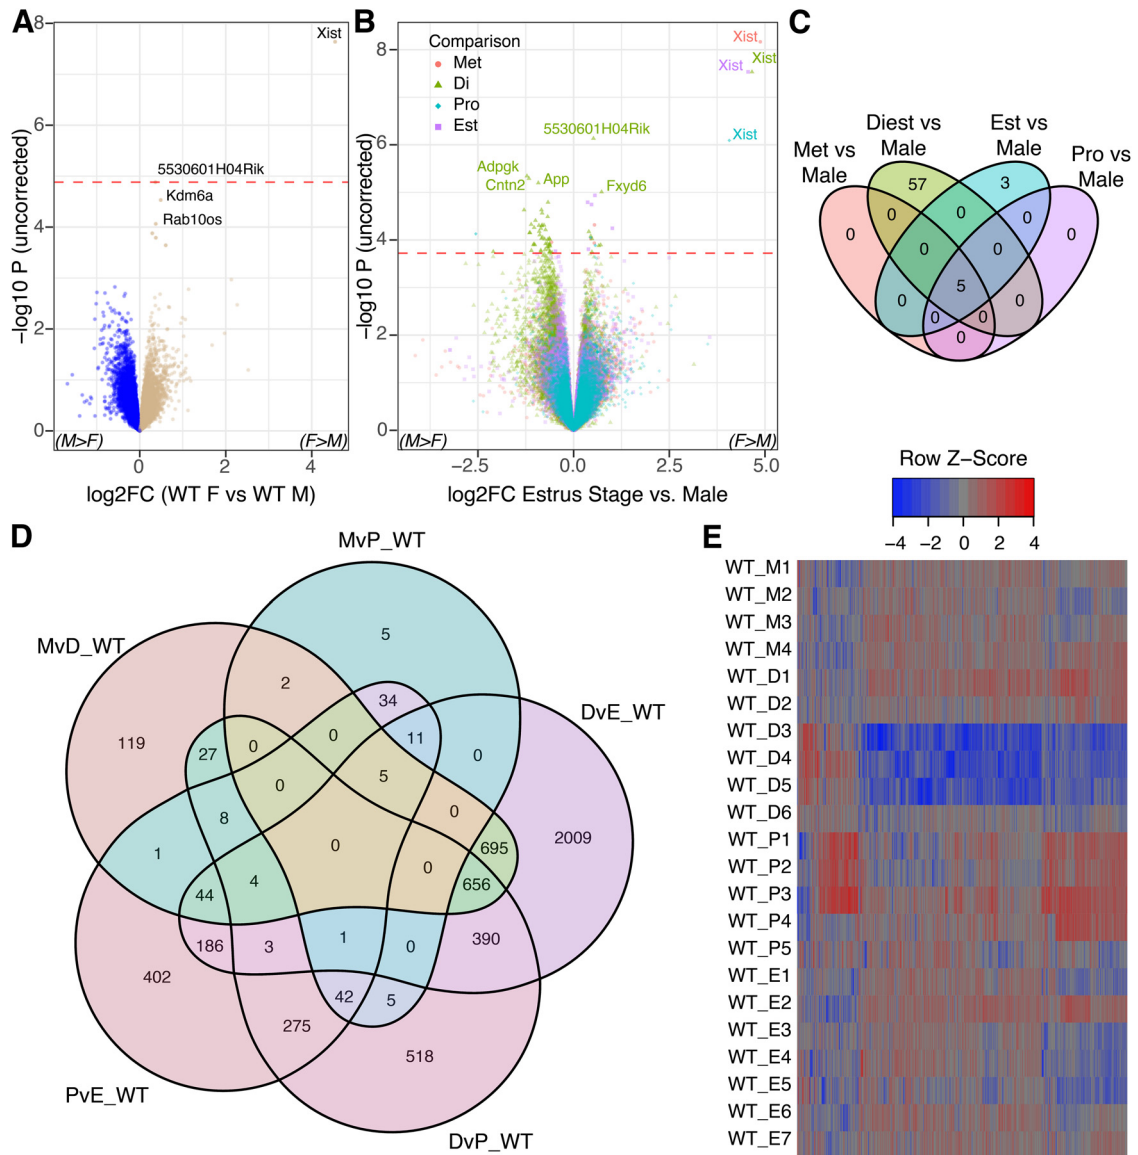 A
8
6
4
2
0
−log10 P (uncorrected)
Xist
5530601H04Rik
Kdm6a
Rab10os
(M>F)
(F>M)
0
2
4
log2FC (WT F vs WT M)
B
8
6
4
2
0
−log10 P (uncorrected)
Comparison
Met
Di
Pro
Est
Xist
Xist
Xist
Xist
5530601H04Rik
Adpgk
Cntn2
App
Fxyd6
(M>F)
(F>M)
−2.5
0.0
2.5
5.0
log2FC Estrus Stage vs. Male
C
Met vs
Male
Diest vs
Male
Est vs
Male
Pro vs
Male
57
3
0
0
0
0
0
0
0
5
0
0
0
0
0
D
MvP_WT
MvD_WT
DvE_WT
PvE_WT
DvP_WT
5
2
34
119
27
0
0
11
0
0
5
8
0
2009
695
1
0
0
656
44
4
186
3
1
0
390
402
42
5
275
518
Row Z−Score
−4 −2 0 2 4
E
WT_M1
WT_M2
WT_M3
WT_M4
WT_D1
WT_D2
WT_D3
WT_D4
WT_D5
WT_D6
WT_P1
WT_P2
WT_P3
WT_P4
WT_P5
WT_E1
WT_E2
WT_E3
WT_E4
WT_E5
WT_E6
WT_E7